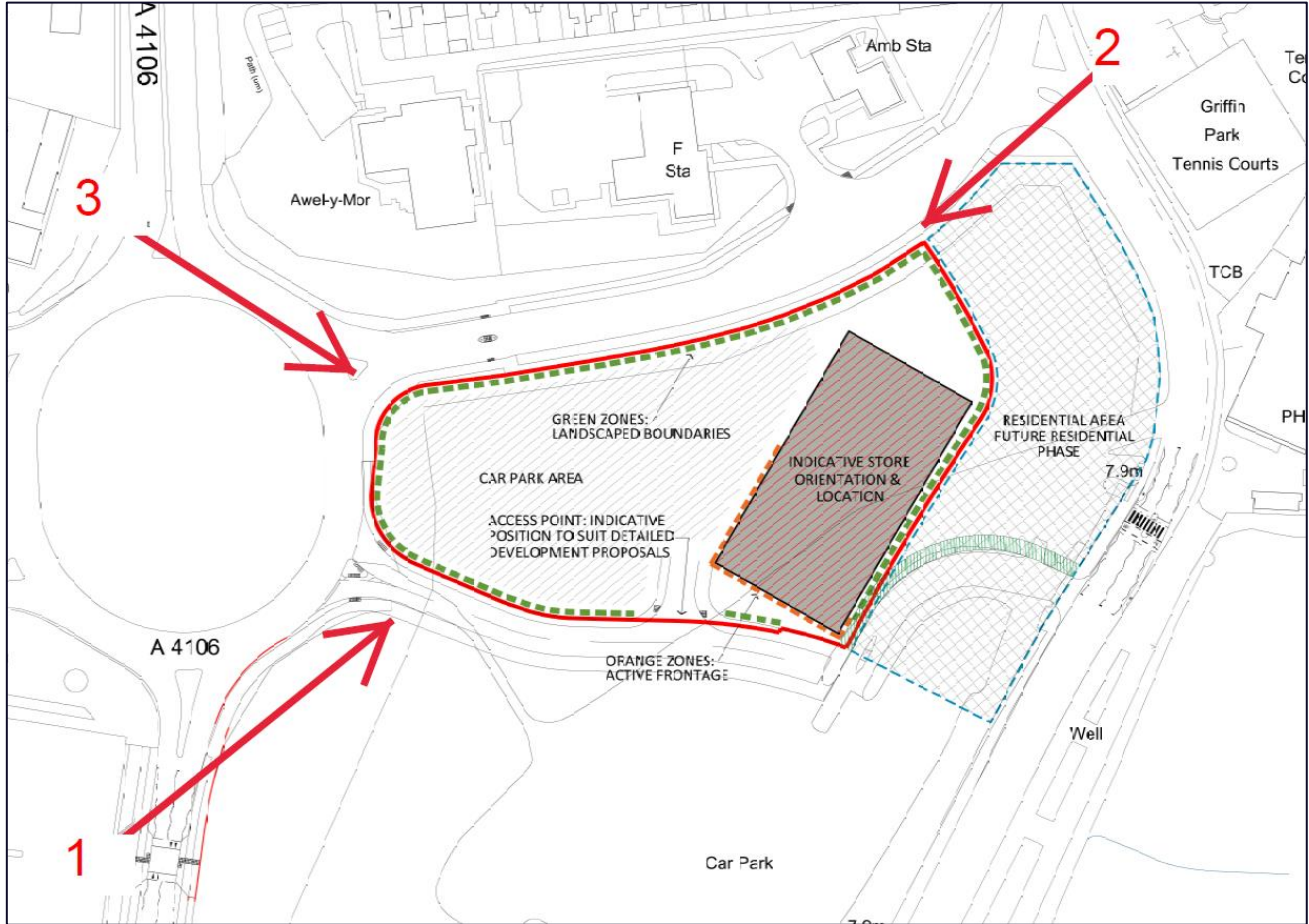 A 4106
Path (um)
Amb Sta
2
Griffin
Park
Tennis Courts
F
Sta
3
Awel-y-Mor
TCB
GREEN ZONES:
LANDSCAPED BOUNDARIES
RESIDENTIAL AREA
FUTURE RESIDENTIAL
PHASE
PH
INDICATIVE STORE
ORIENTATION &
LOCATION
7.9m
CAR PARK AREA
ACCESS POINT: INDICATIVE
POSITION TO SUIT DETAILED
DEVELOPMENT PROPOSALS
A 4106
ORANGE ZONES:
ACTIVE FRONTAGE
Well
1
Car Park